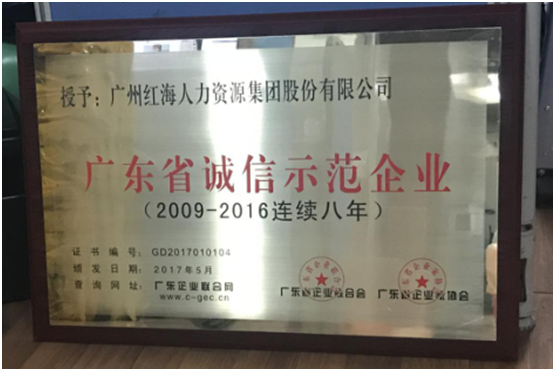 授予：广州红海人力资源集团股份有限公司
广东省诚信示范企业
（2009-2016连续八年）
证书编号：GD2017010104
颁发日期：2017年5月
查询网址：广东企业联合网
www.c-gec.cn
广东省企业联合会 广东省企业家协会